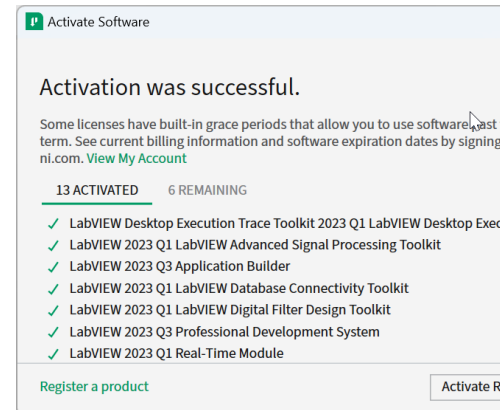 Activate Software
Activation was successful.
Some licenses have built-in grace periods that allow you to use software
term. See current billing information and software expiration dates by signing
ni.com. View My Account
13 ACTIVATED 6 REMAINING
LabVIEW Desktop Execution Trace Toolkit 2023 Q1 LabVIEW Desktop Exec
LabVIEW 2023 Q1 LabVIEW Advanced Signal Processing Toolkit
LabVIEW 2023 Q3 Application Builder
LabVIEW 2023 Q1 LabVIEW Database Connectivity Toolkit
LabVIEW 2023 Q1 LabVIEW Digital Filter Design Toolkit
LabVIEW 2023 Q3 Professional Development System
LabVIEW 2023 Q1 Real-Time Module
Register a product
Activate R